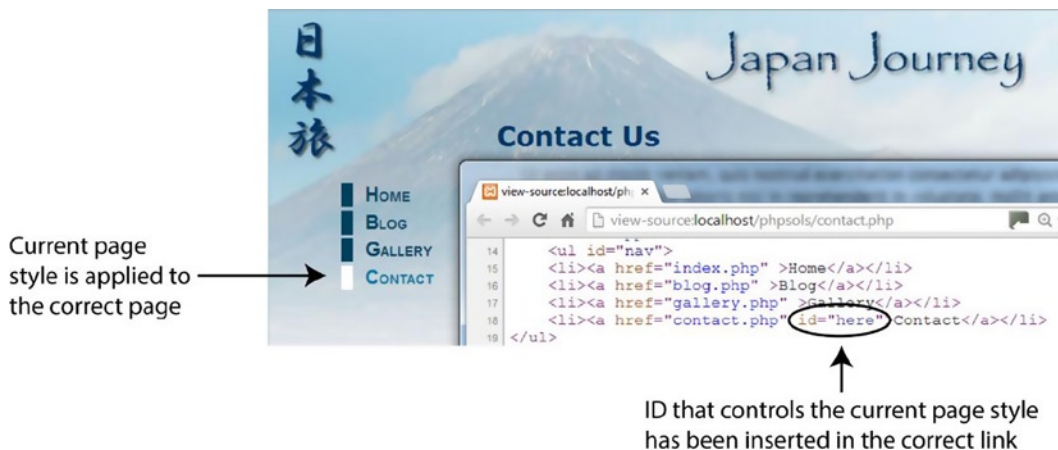 日
本
旅
Japan Journey
Contact Us
HOME
BLOG
GALLERY
CONTACT
Current page
style is applied to
the correct page
view-source:localhost/ph
view-source:localhost/phpsols/contact.php
14 <ul id="nav">
15 <li><a href="index.php" >Home</a></li>
16 <li><a href="blog.php" >Blog</a></li>
17 <li><a href="gallery.php" >Gallery</a></li>
18 <li><a href="contact.php" id="here">Contact</a></li>
19 </ul>
ID that controls the current page style
has been inserted in the correct link